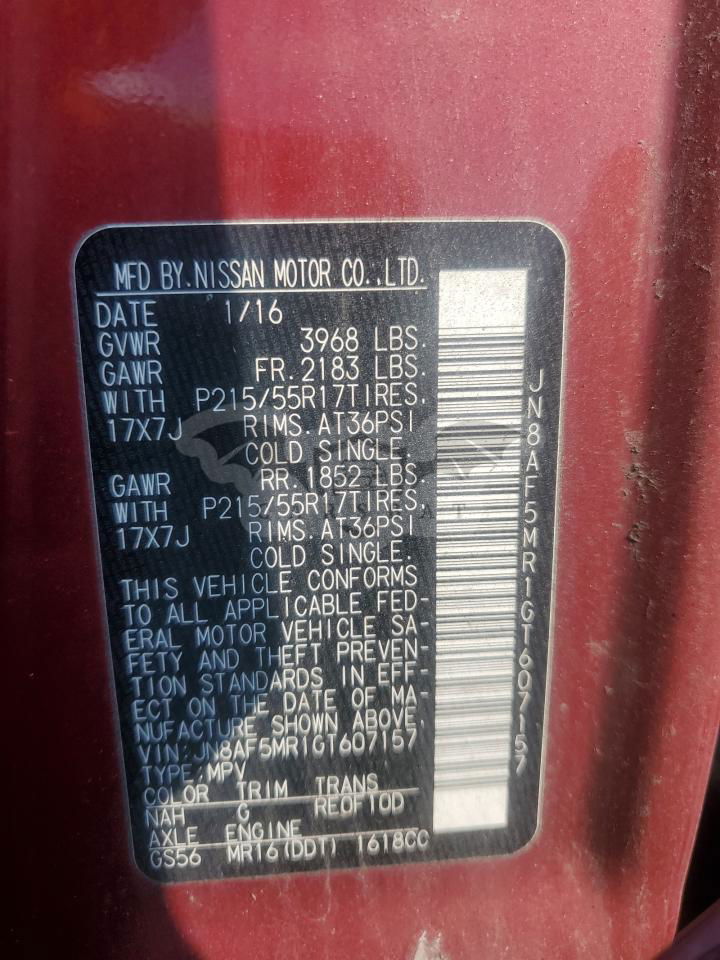 MFD BY.NISSAN MOTOR CO.,LTD.
DATE 1/16
GVWR 3968 LBS.
GAWR FR.2183 LBS.
WITH P215/55R17TIRES,
17X7J RIMS.AT36PSI
COLD SINGLE.
GAWR RR.1852 LBS.
WITH P215/55R17TIRES,
17X7J RIMS.AT36PSI
COLD SINGLE.
THIS VEHICLE CONFORMS
TO ALL APPLICABLE FED-
ERAL MOTOR VEHICLE SA-
FETY AND THEFT PREVEN-
TION STANDARDS IN EFF-
ECT ON THE DATE OF MA-
NUFACTURE SHOWN ABOVE.
VIN:JN8AF5MR1GT607157
TYPE:MPV
COLOR TRIM TRANS
NAH G RE0F10D
AXLE ENGINE
GS56 MR16(DDT) 1618CC
JN8AF5MR1GT607157